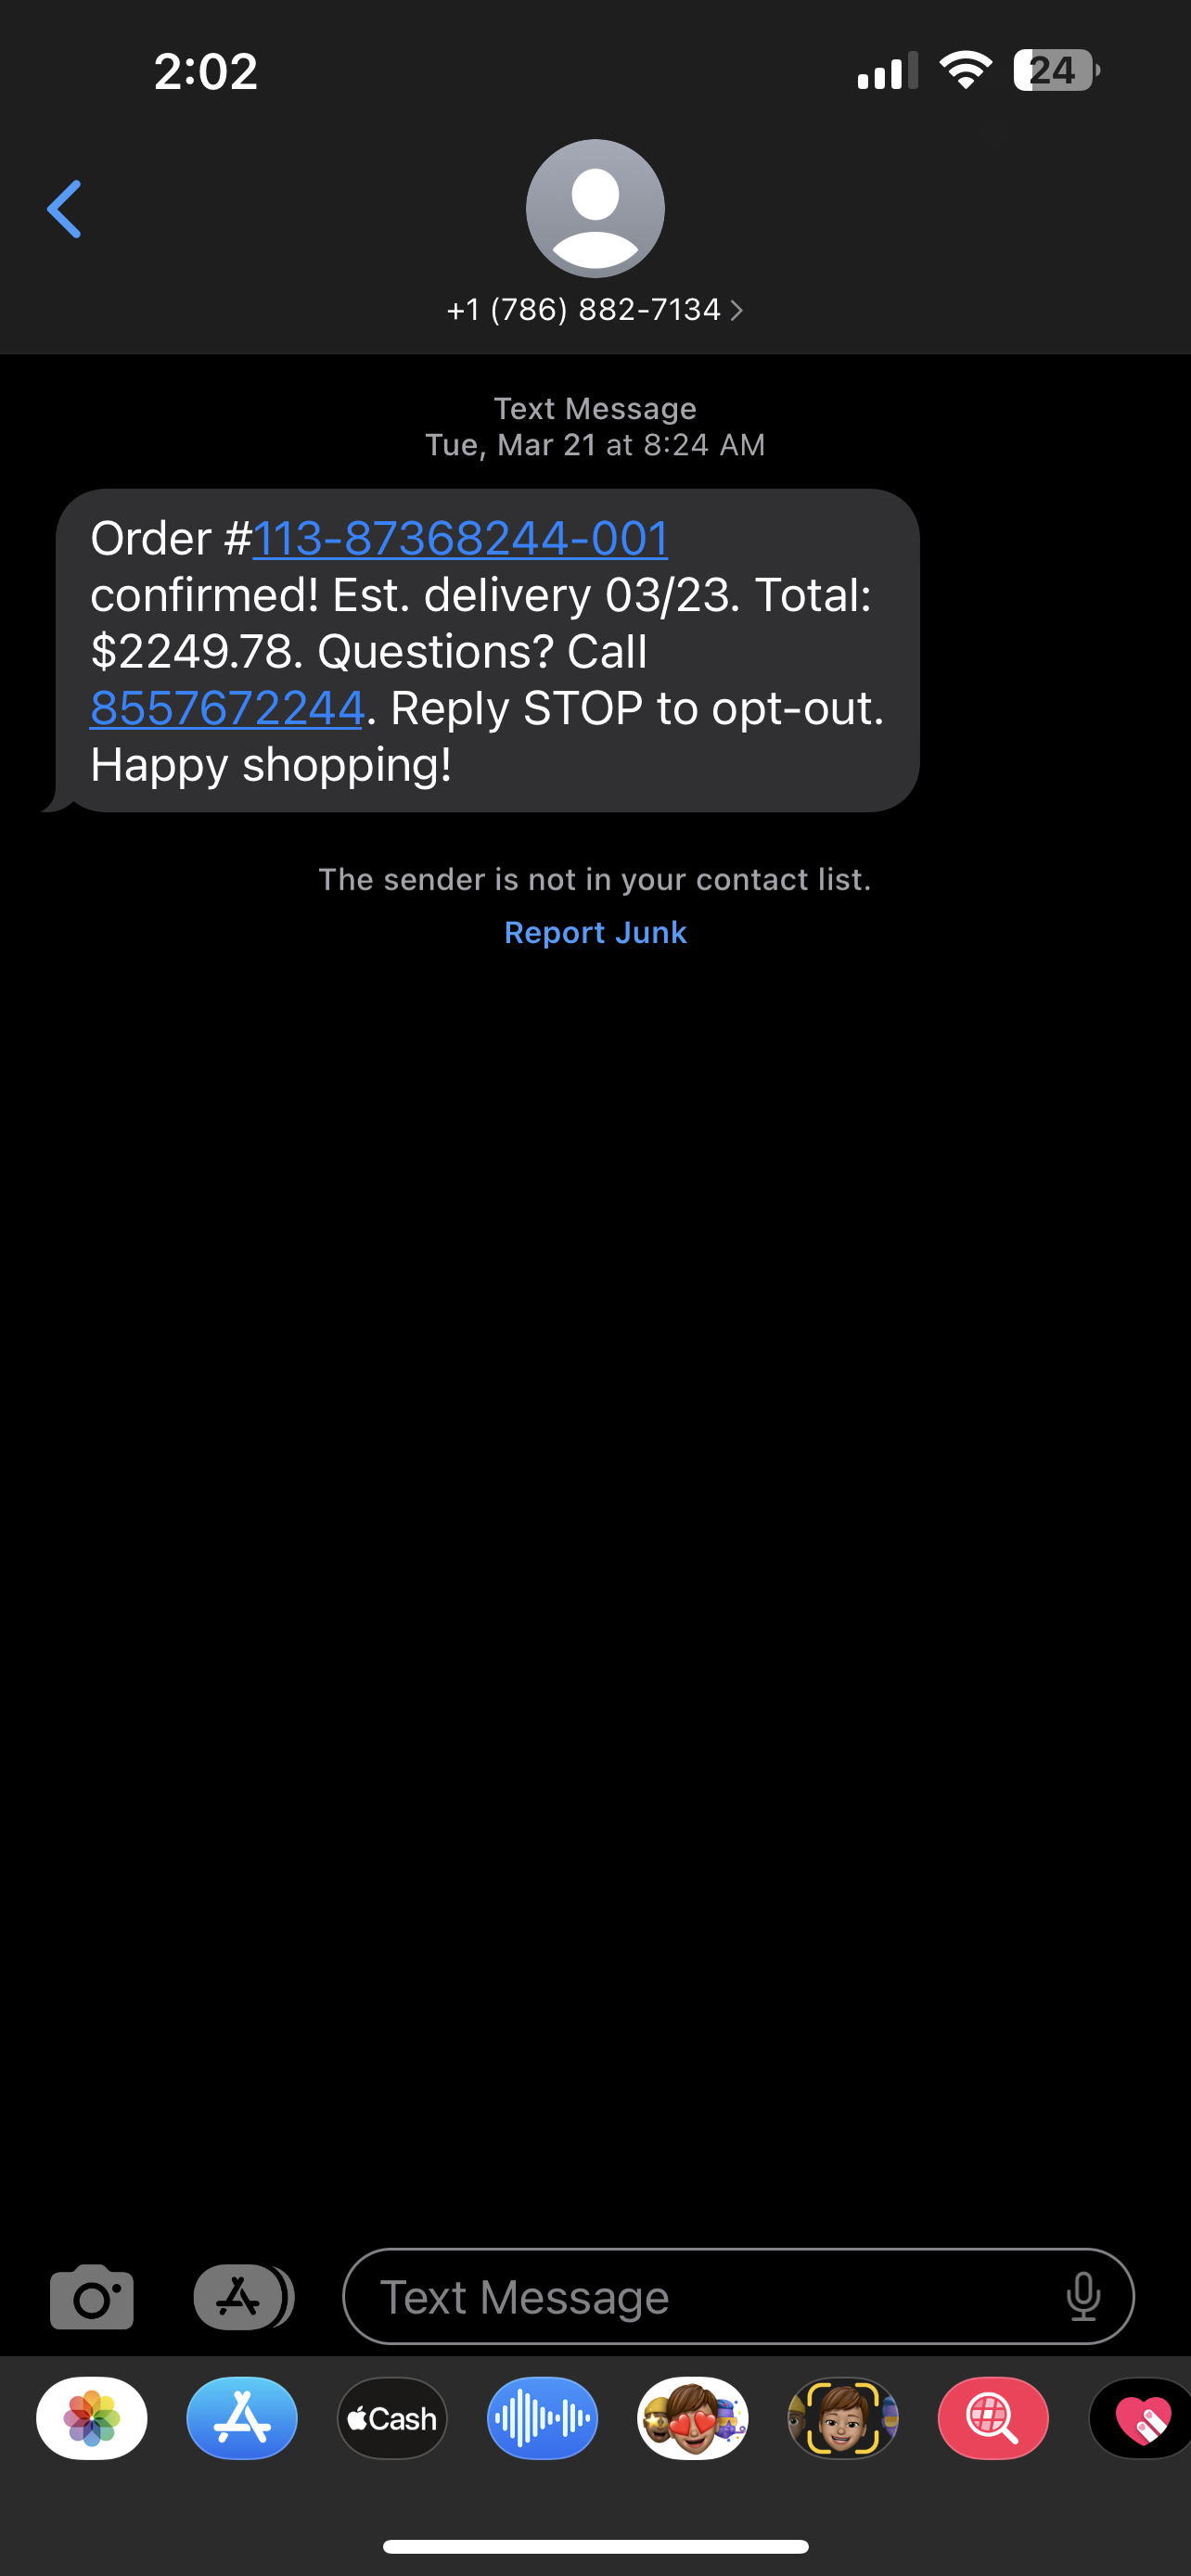 2:02
24
+1 (786) 882-7134
Text Message
Tue, Mar 21 at 8:24 AM
Order #113-87368244-001
confirmed! Est. delivery 03/23. Total:
$2249.78. Questions? Call
8557672244. Reply STOP to opt-out.
Happy shopping!
The sender is not in your contact list.
Report Junk
Text Message
Cash